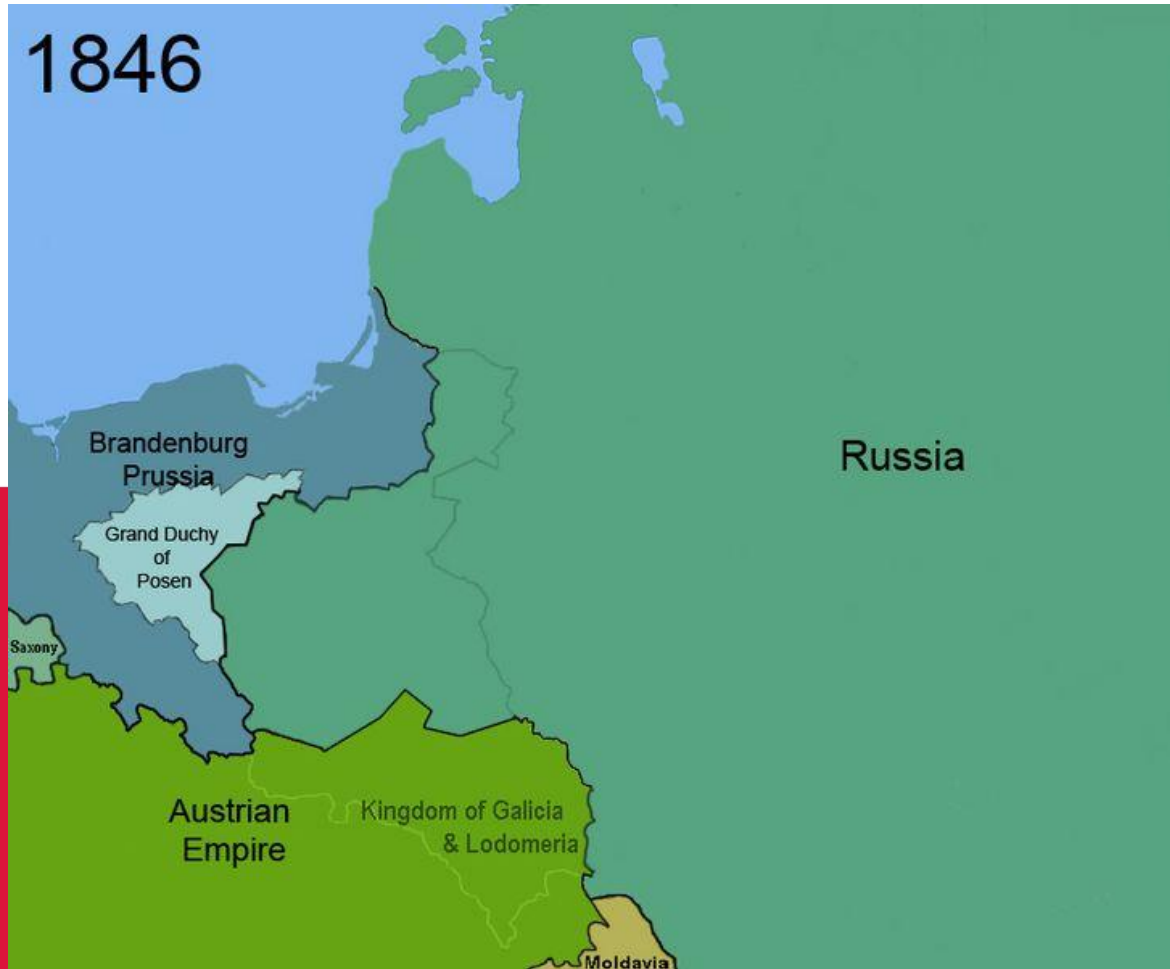 1846
Brandenburg
Prussia
Russia
Grand Duchy
of
Posen
Saxony
Austrian
Empire
Kingdom of Galicia
& Lodomeria
Moldavia